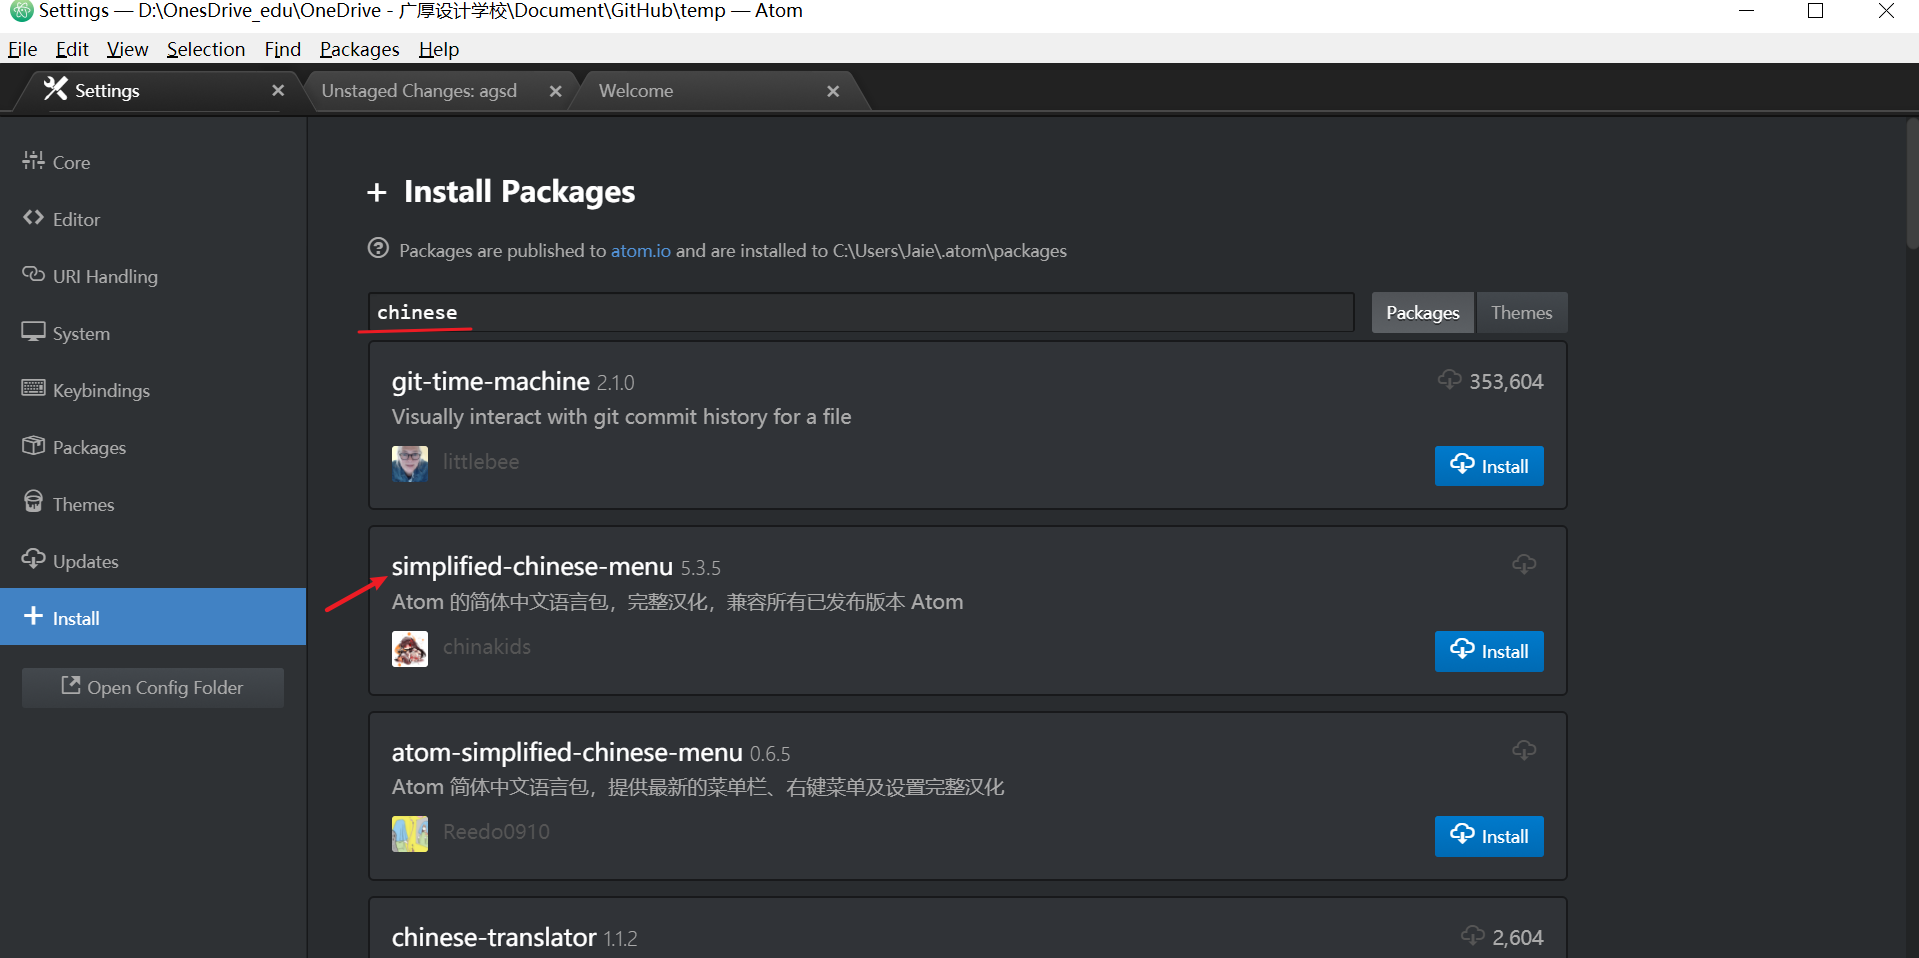 Settings — D:\OnesDrive_edu\OneDrive - 广厚设计学校\Document\GitHub\temp — Atom
File Edit View Selection Find Packages Help
Settings Unstaged Changes: agsd Welcome
Core
Editor
URI Handling
System
Keybindings
Packages
Themes
Updates
Install
Open Config Folder
Install Packages
Packages are published to atom.io and are installed to C:\Users\Jaie\.atom\packages
chinese
Packages Themes
git-time-machine 2.1.0 353,604
Visually interact with git commit history for a file
littlebee
Install
simplified-chinese-menu 5.3.5
Atom 的简体中文语言包，完整汉化，兼容所有已发布版本 Atom
chinakids
Install
atom-simplified-chinese-menu 0.6.5
Atom 简体中文语言包，提供最新的菜单栏、右键菜单及设置完整汉化
Reedo0910
Install
chinese-translator 1.1.2 2,604